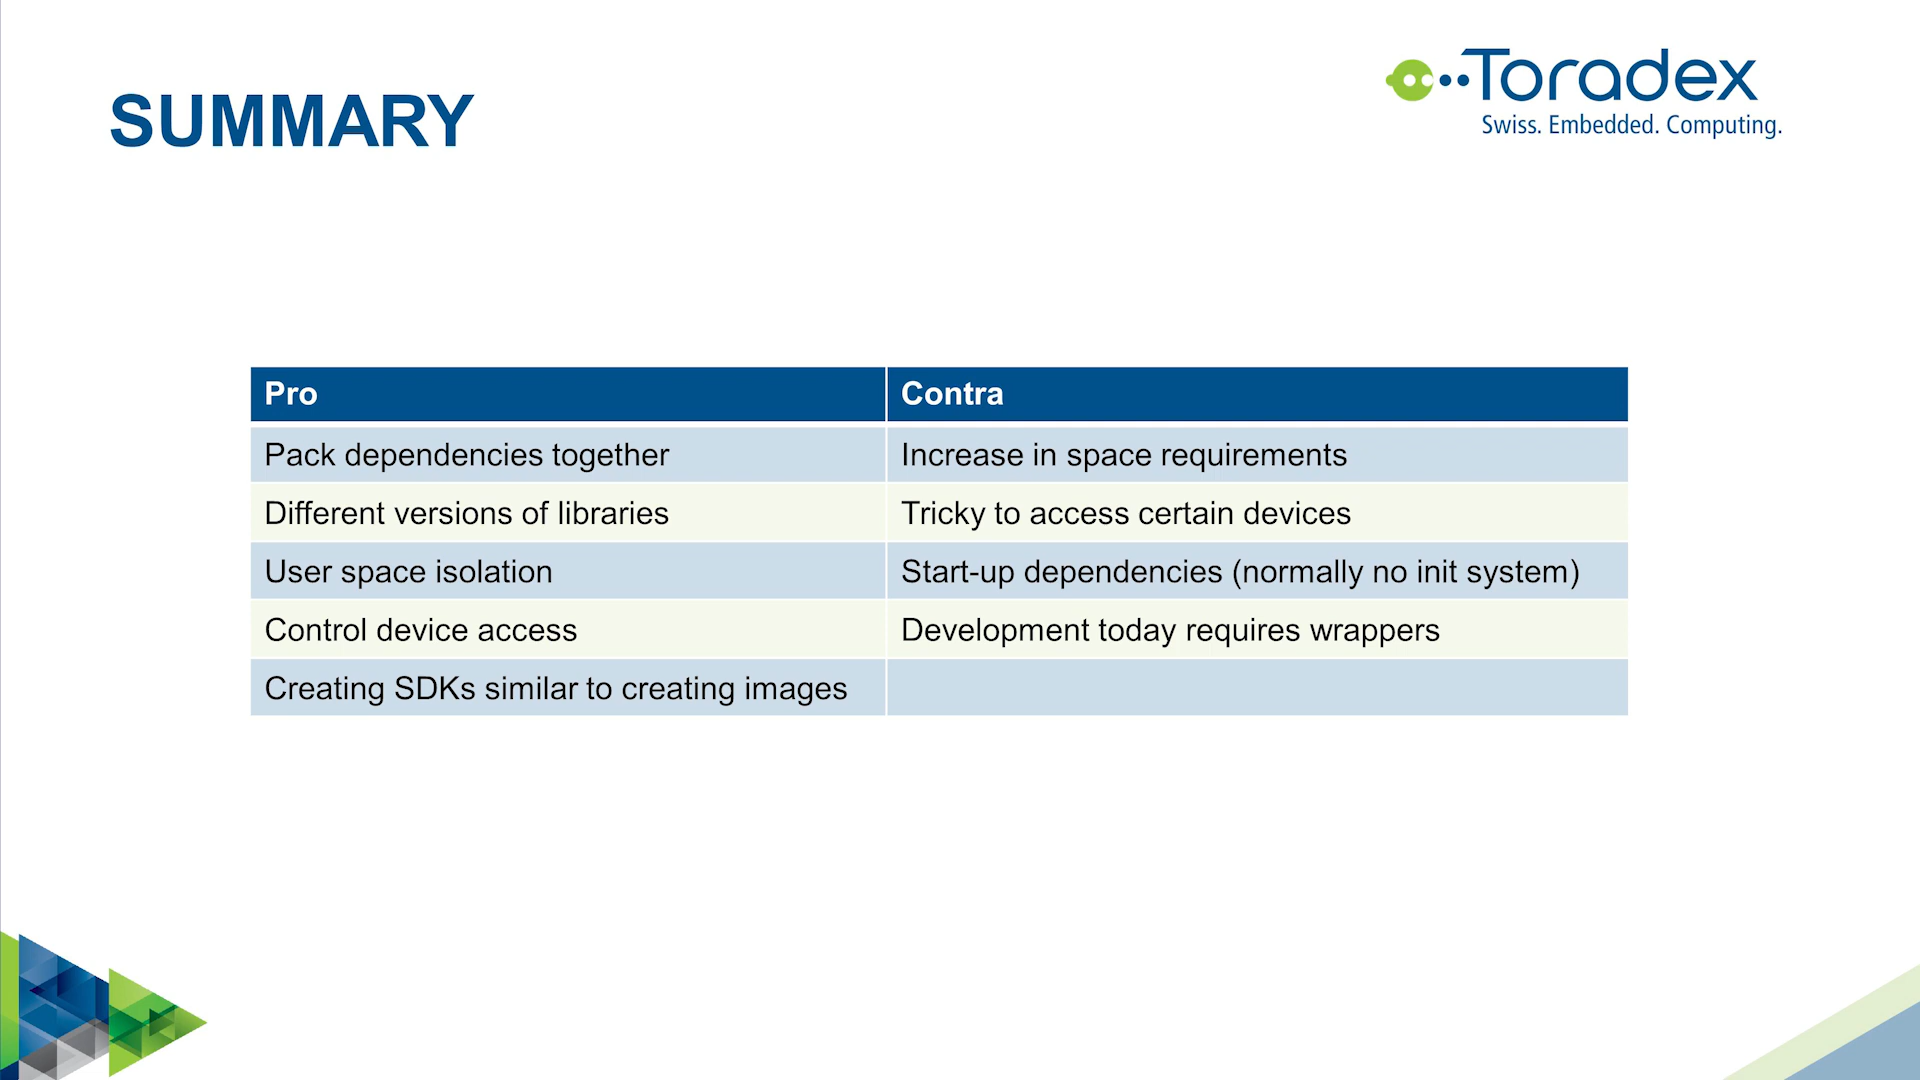 SUMMARY
Toradex
Swiss. Embedded. Computing.
Pro
Contra
Pack dependencies together
Increase in space requirements
Different versions of libraries
Tricky to access certain devices
User space isolation
Start-up dependencies (normally no init system)
Control device access
Development today requires wrappers
Creating SDKs similar to creating images